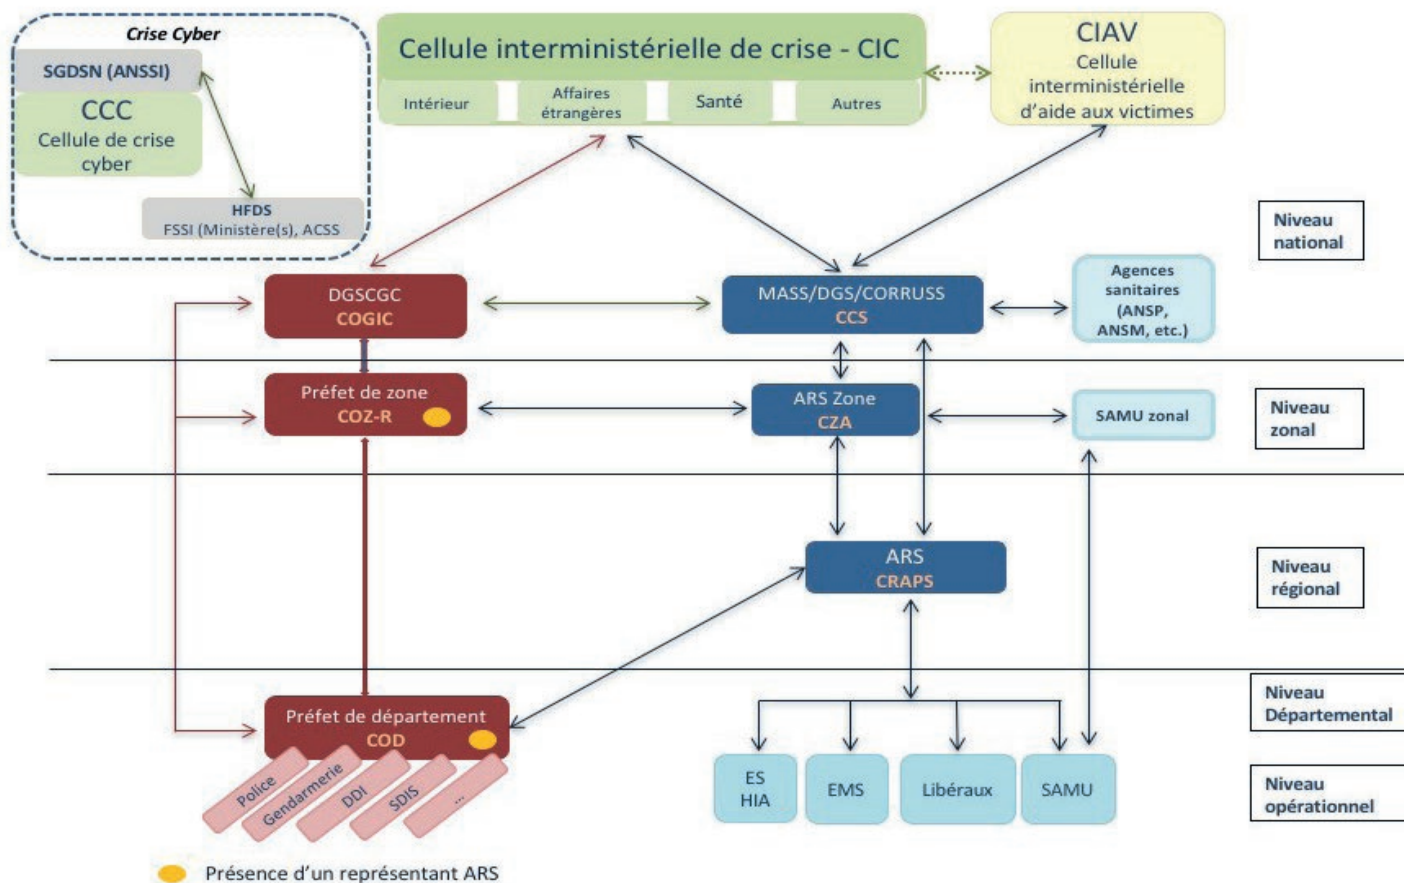 Crise Cyber
SGDSN (ANSSI)
CCC
Cellule de crise
cyber
HFDS
FSSI (Ministère(s), ACSS
Cellule interministérielle de crise - CIC
Intérieur
Affaires
étrangères
Santé
Autres
CIAV
Cellule
interministérielle
d'aide aux victimes
Niveau
national
DGSCGC
COGIC
MASS/DGS/CORRUSS
CCS
Agences
sanitaires
(ANSP,
ANSM, etc.)
Préfet de zone
COZ-R
ARS Zone
CZA
SAMU zonal
Niveau
zonal
ARS
CRAPS
Niveau
régional
Préfet de département
COD
Niveau
Départemental
Police
Gendarmerie
DDI
SDIS
...
ES
HIA
EMS
Libéraux
SAMU
Niveau
opérationnel
Présence d'un représentant ARS